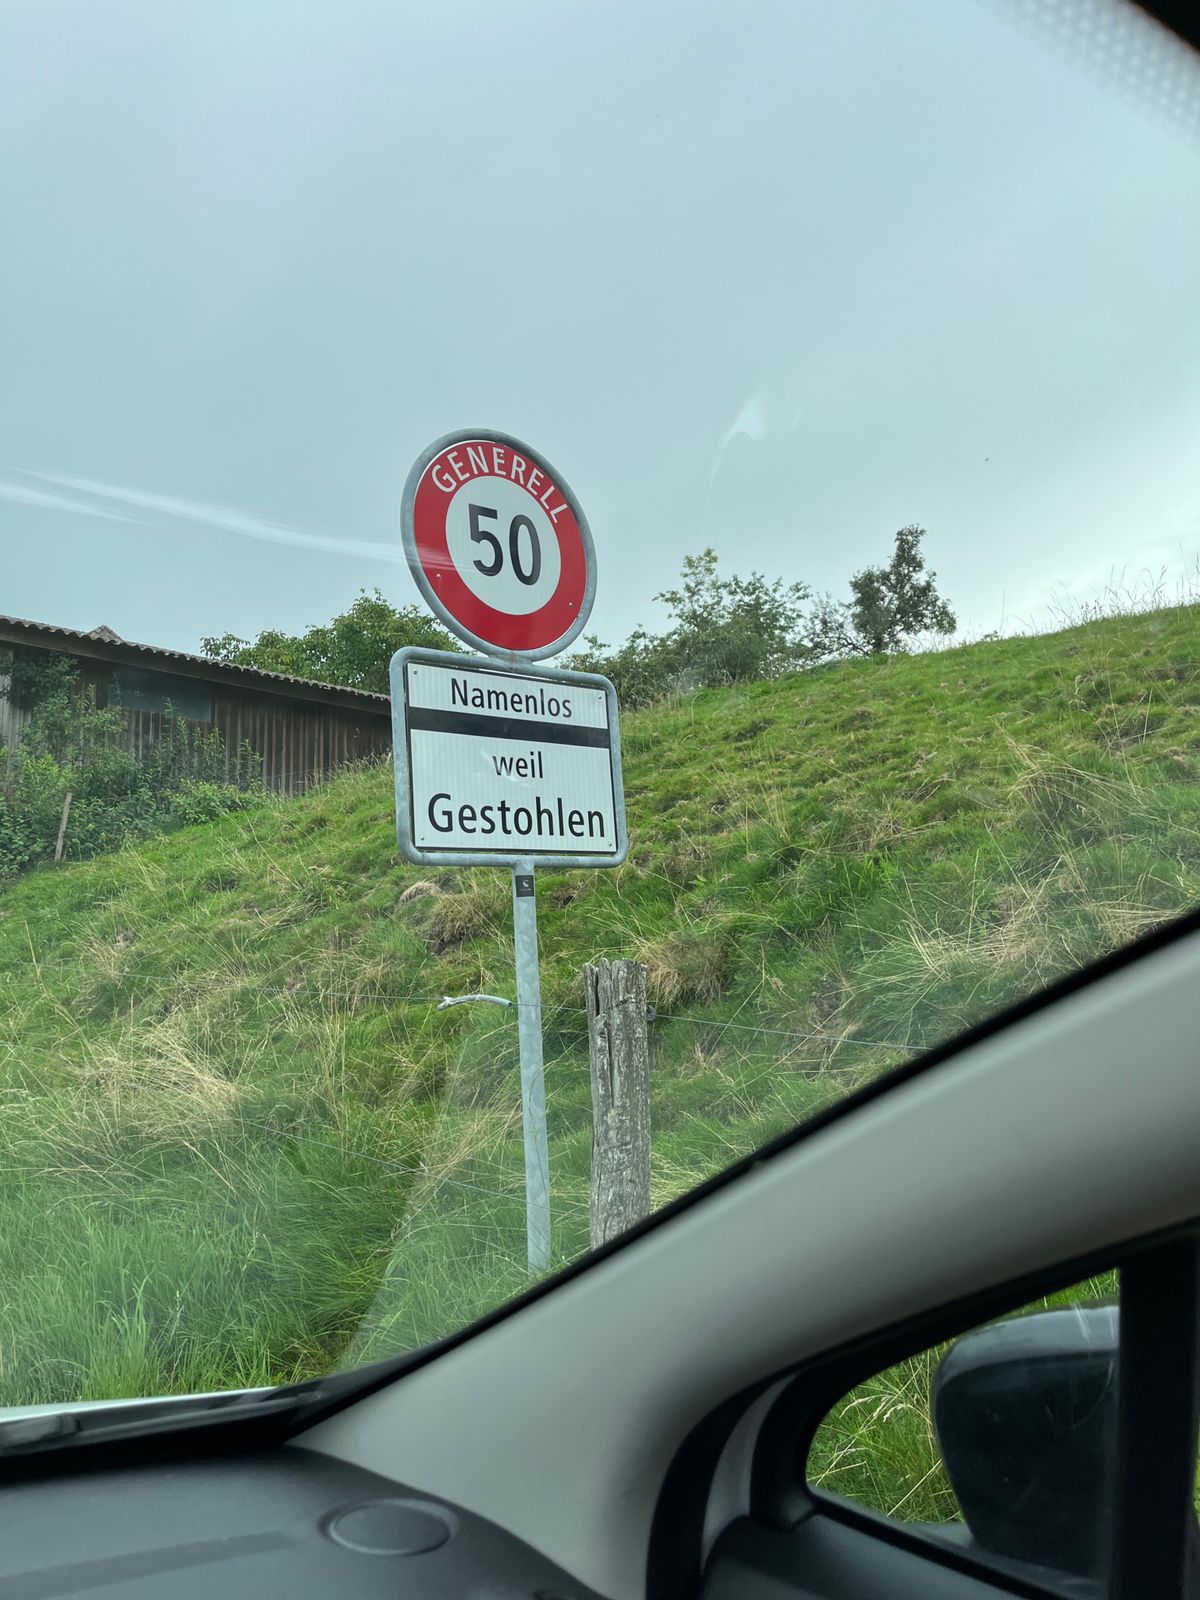 GENERELL
50
Namenlos
weil
Gestohlen